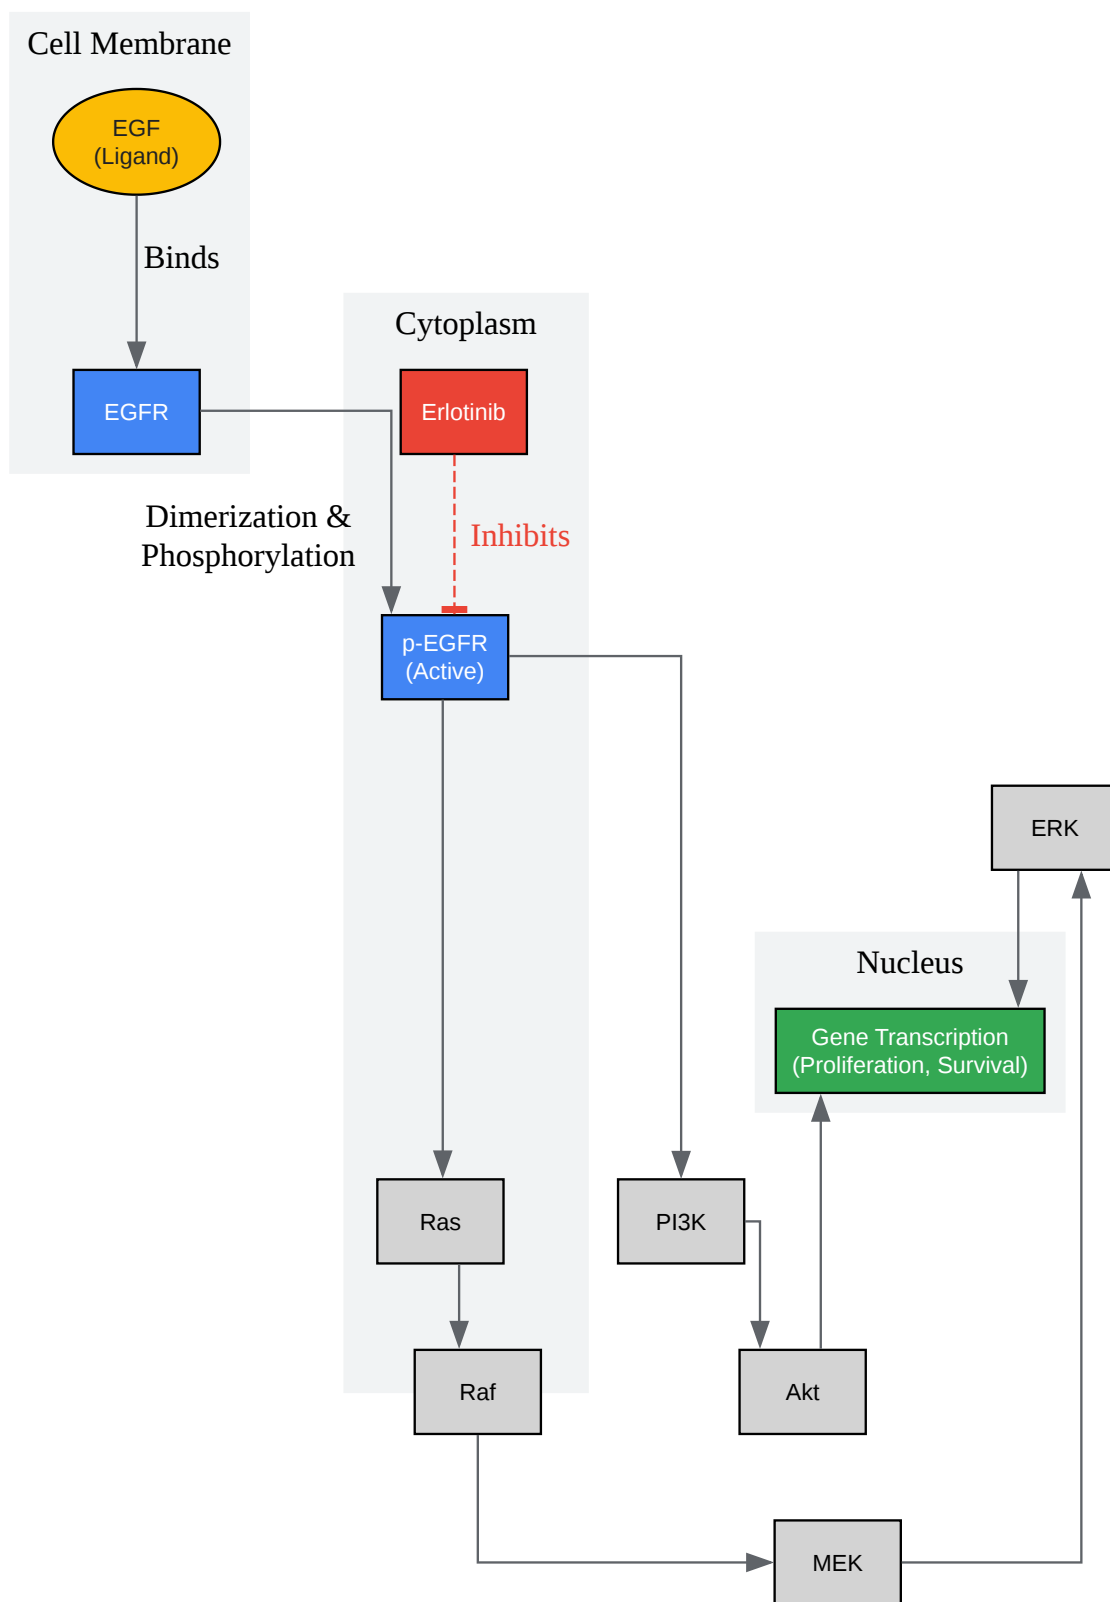 Cell Membrane
EGF
(Ligand)
Binds
EGFR
Cytoplasm
Erlotinib
Dimerization &
Phosphorylation
Inhibits
p-EGFR
(Active)
ERK
Nucleus
Gene Transcription
(Proliferation, Survival)
Ras
PI3K
Raf
Akt
MEK